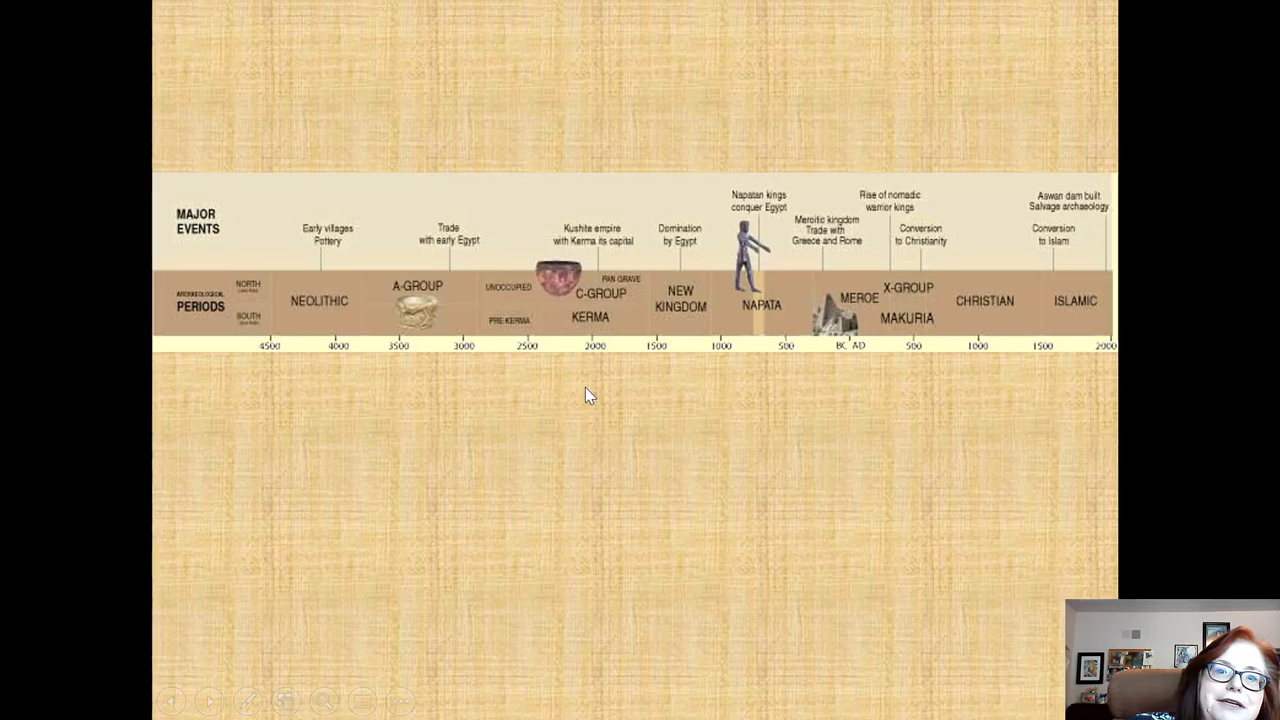 Napatan kings
conquer Egypt
Rise of nomadic
warrior kings
Aswan dam built
Salvage archaeology
MAJOR
EVENTS
Early villages
Pottery
Trade
with early Egypt
Kushite empire
with Kerma its capital
Domination
by Egypt
Meroitic kingdom
Trade with
Greece and Rome
Conversion
to Christianity
Conversion
to Islam
ARCHAEOLOGICAL
PERIODS
NORTH
SOUTH
NEOLITHIC
A-GROUP
UNOCCUPIED
PRE-KERMA
PAN GRAVE
C-GROUP
KERMA
NEW
KINGDOM
NAPATA
MEROE
X-GROUP
MAKURIA
CHRISTIAN
ISLAMIC
4500 4000 3500 3000 2500 2000 1500 1000 500 BC AD 500 1000 1500 2000